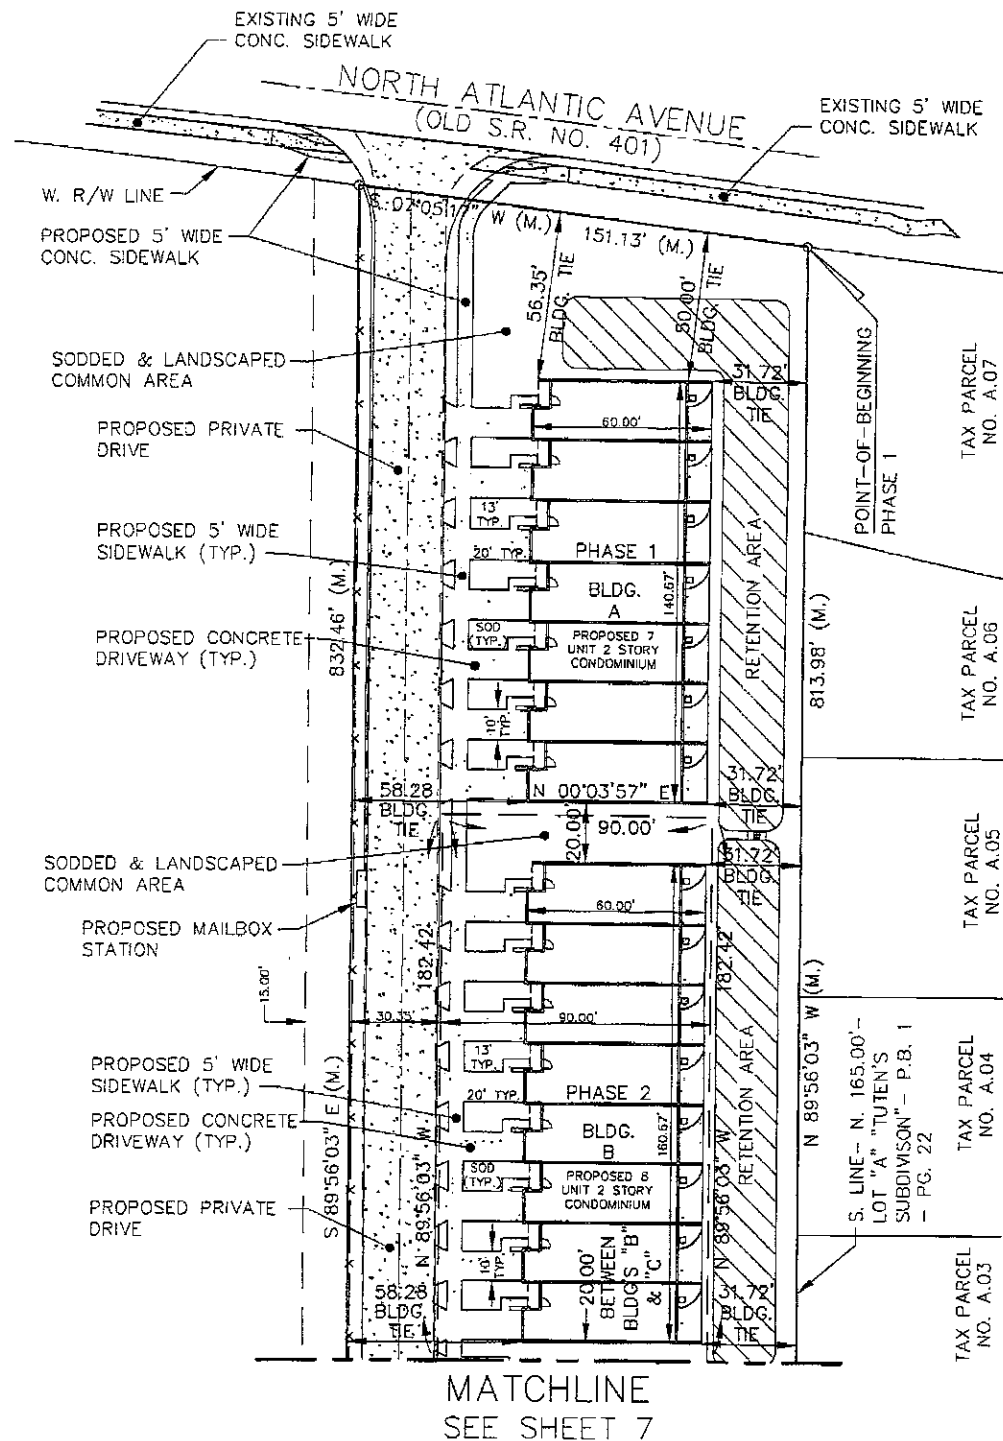 EXISTING 5' WIDE
CONC. SIDEWALK
NORTH ATLANTIC AVENUE
(OLD S.R. NO. 401)
EXISTING 5' WIDE
CONC. SIDEWALK
W. R/W LINE
S. 07°05'17" W (M.)
151.13' (M.)
PROPOSED 5' WIDE
CONC. SIDEWALK
56.35'
BLDG. TIE
50.00'
BLDG. TIE
SODDED & LANDSCAPED
COMMON AREA
31.72'
BLDG.
TIE
POINT-OF-BEGINNING
PHASE 1
TAX PARCEL
NO. A.07
PROPOSED PRIVATE
DRIVE
60.00'
13'
TYP.
PROPOSED 5' WIDE
SIDEWALK (TYP.)
20' TYP.
PHASE 1
BLDG.
A
140.67'
RETENTION AREA
832.46' (M.)
813.98' (M.)
SOD
(TYP.)
PROPOSED 7
UNIT 2 STORY
CONDOMINIUM
PROPOSED CONCRETE
DRIVEWAY (TYP.)
TAX PARCEL
NO. A.06
10'
TYP.
58.28
BLDG.
TIE
N 00°03'57" E
31.72'
BLDG.
TIE
20.00'
90.00'
SODDED & LANDSCAPED
COMMON AREA
31.72'
BLDG.
TIE
TAX PARCEL
NO. A.05
PROPOSED MAILBOX
STATION
60.00'
182.42'
182.42'
15.00'
30.35'
90.00'
13'
TYP.
PROPOSED 5' WIDE
SIDEWALK (TYP.)
20' TYP.
PHASE 2
BLDG.
B
160.67'
RETENTION AREA
PROPOSED CONCRETE
DRIVEWAY (TYP.)
S 89°56'03" E (M.)
N 89°56'03" W
SOD
(TYP.)
PROPOSED 8
UNIT 2 STORY
CONDOMINIUM
N 89°56'03" W
N 89°56'03" W (M.)
S. LINE- N. 165.00'-
LOT "A" "TUTEN'S
SUBDIVISON"- P.B. 1
- PG. 22
TAX PARCEL
NO. A.04
PROPOSED PRIVATE
DRIVE
10'
TYP.
20.00'
BETWEEN
BLDG'S "B"
& "C"
58.28
BLDG.
TIE
31.72'
BLDG.
TIE
TAX PARCEL
NO. A.03
MATCHLINE
SEE SHEET 7